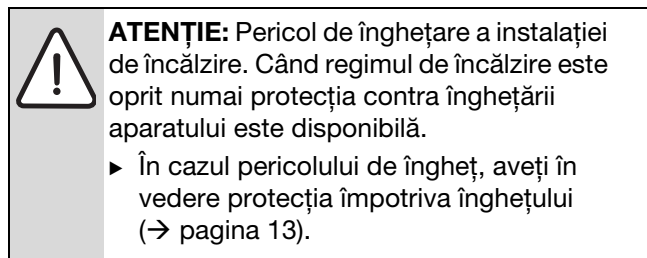 ATENȚIE: Pericol de înghețare a instalației
de încălzire. Când regimul de încălzire este
oprit numai protecția contra înghețării
aparatului este disponibilă.
▶ În cazul pericolului de îngheț, aveți în
vedere protecția împotriva înghețului
(→ pagina 13).